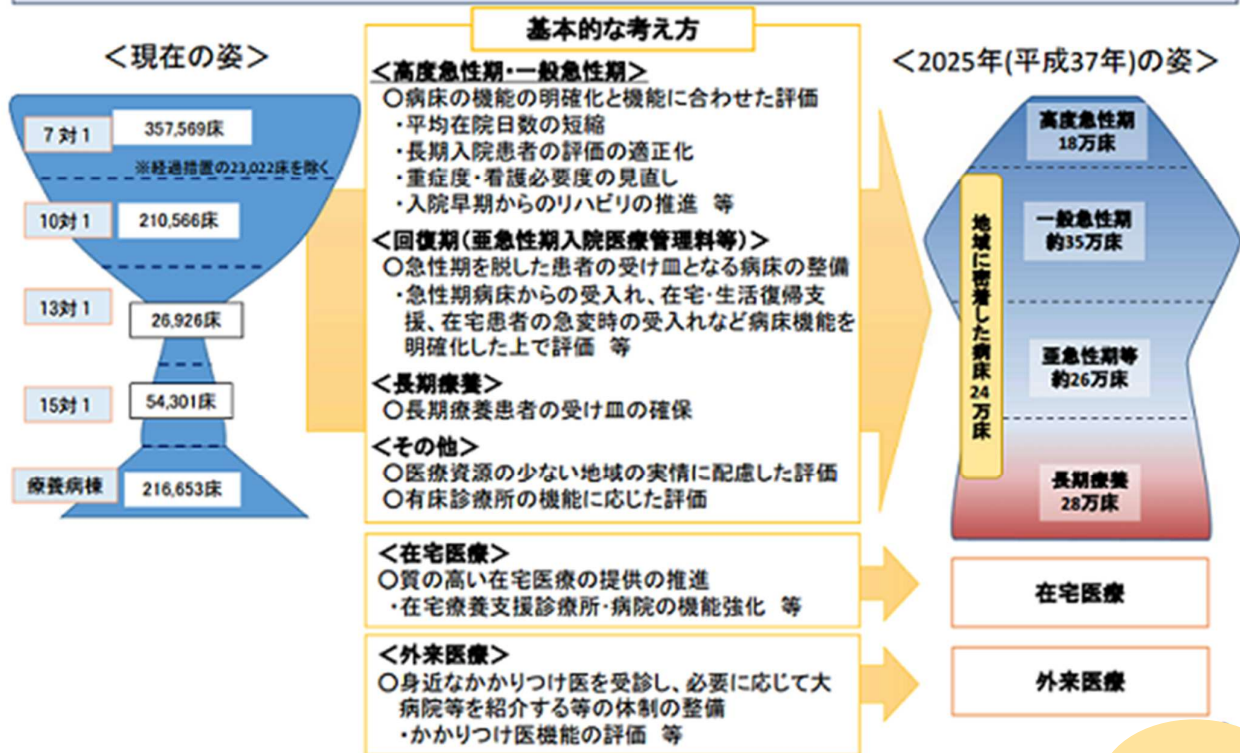 <現在の姿>
7対1
357,569床
※経過措置の23,022床を除く
10対1
210,566床
13対1
26,926床
15対1
54,301床
療養病棟
216,653床
基本的な考え方
<高度急性期・一般急性期>
○病床の機能の明確化と機能に合わせた評価
・平均在院日数の短縮
・長期入院患者の評価の適正化
・重症度・看護必要度の見直し
・入院早期からのリハビリの推進 等
<回復期(亜急性期入院医療管理料等)>
○急性期を脱した患者の受け皿となる病床の整備
・急性期病床からの受入れ、在宅・生活復帰支
援、在宅患者の急変時の受入れなど病床機能を
明確化した上で評価 等
<長期療養>
○長期療養患者の受け皿の確保
<その他>
○医療資源の少ない地域の実情に配慮した評価
○有床診療所の機能に応じた評価
<在宅医療>
○質の高い在宅医療の提供の推進
・在宅療養支援診療所・病院の機能強化 等
<外来医療>
○身近なかかりつけ医を受診し、必要に応じて大
病院等を紹介する等の体制の整備
・かかりつけ医機能の評価 等
<2025年(平成37年)の姿>
高度急性期
18万床
一般急性期
約35万床
亜急性期等
約26万床
長期療養
28万床
地域に密着した病床24万床
在宅医療
外来医療